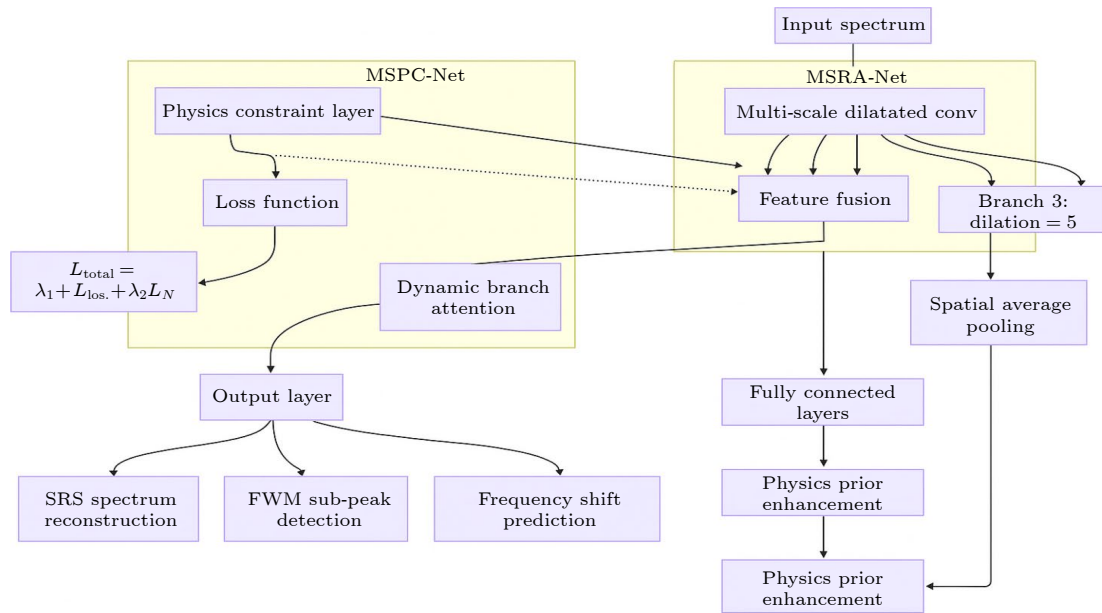 Input spectrum
MSPC-Net
MSRA-Net
Physics constraint layer
Multi-scale dilatated conv
Loss function
Feature fusion
Branch 3:
dilation = 5
L_total =
λ₁+L_los.+λ₂L_N
Dynamic branch
attention
Spatial average
pooling
Output layer
Fully connected
layers
SRS spectrum
reconstruction
FWM sub-peak
detection
Frequency shift
prediction
Physics prior
enhancement
Physics prior
enhancement